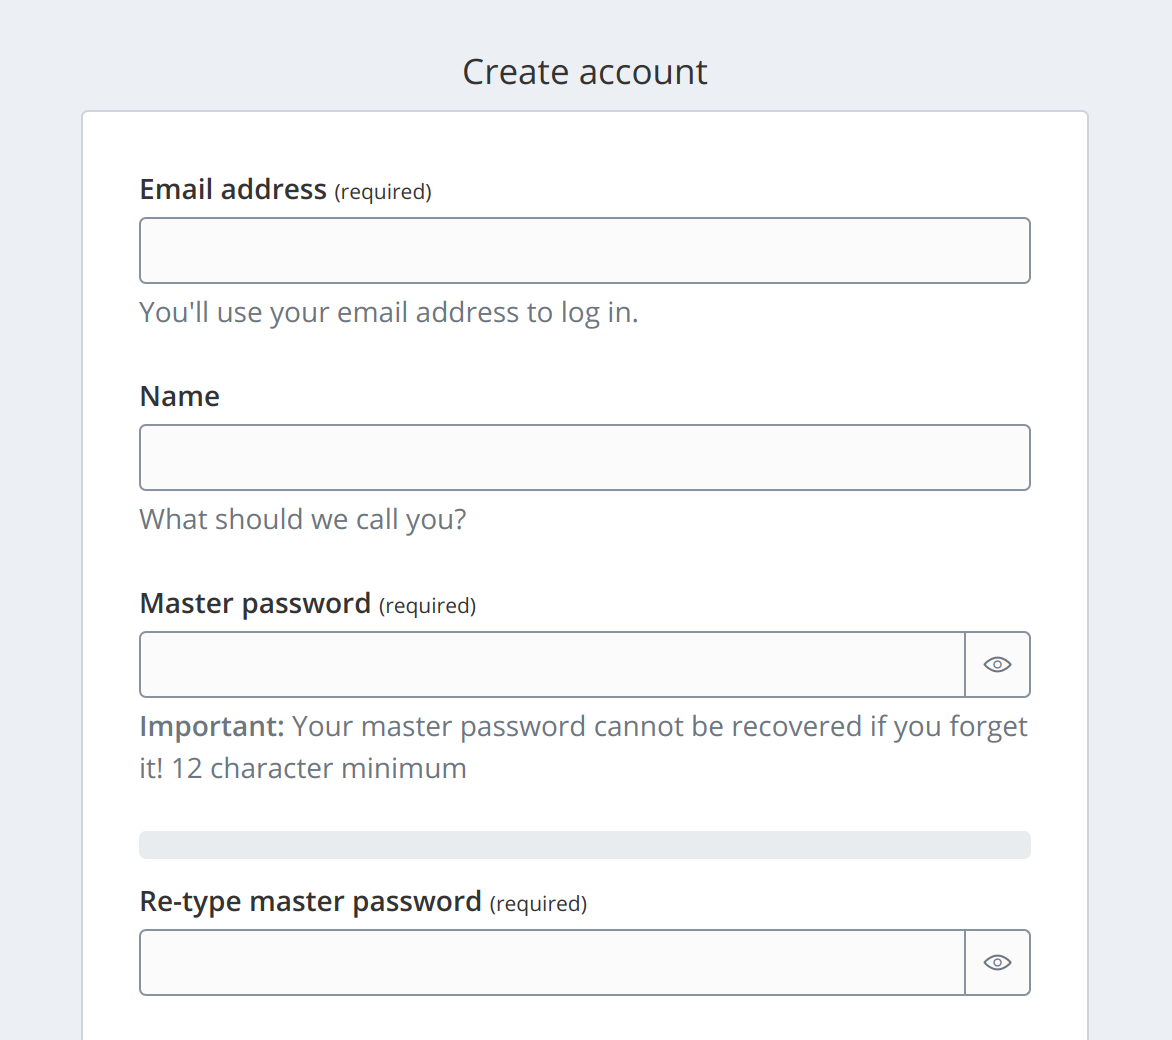 Create account
Email address (required)
You'll use your email address to log in.
Name
What should we call you?
Master password (required)
Important: Your master password cannot be recovered if you forget
it! 12 character minimum
Re-type master password (required)